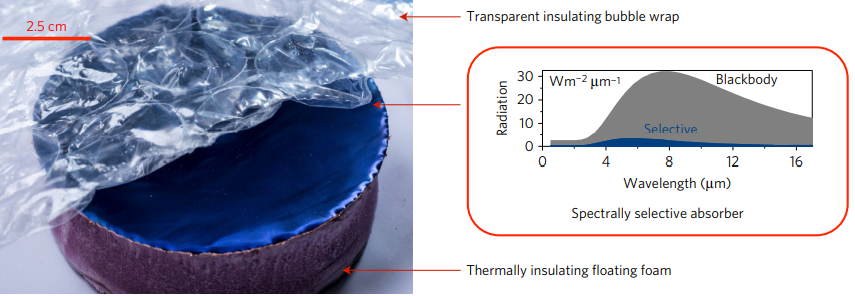 2.5 cm
Transparent insulating bubble wrap
Wm⁻² μm⁻¹
Blackbody
Selective
Radiation
30
20
10
0
0 4 8 12 16
Wavelength (μm)
Spectrally selective absorber
Thermally insulating floating foam